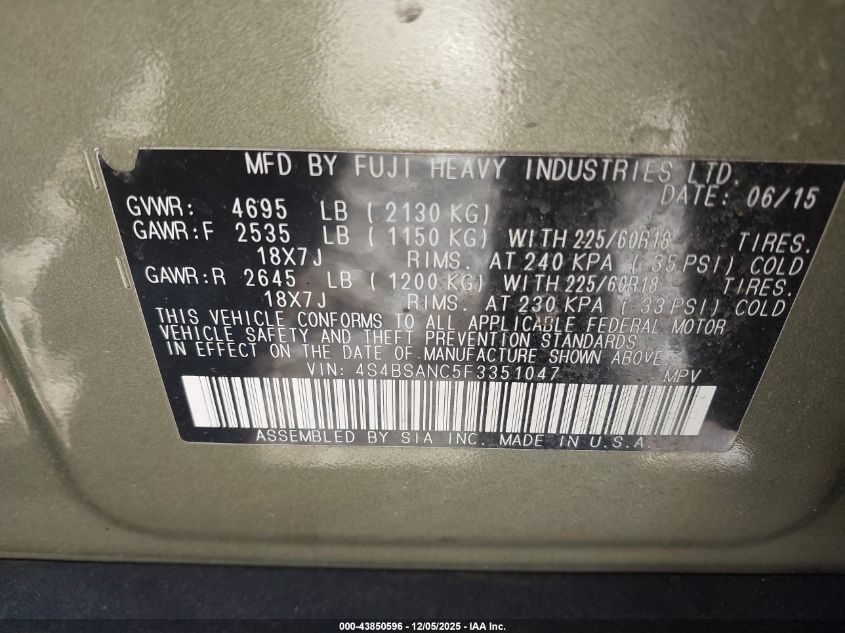 MFD BY FUJI HEAVY INDUSTRIES LTD.
DATE: 06/15
GVWR: 4695 LB ( 2130 KG)
GAWR:F 2535 LB ( 1150 KG) WITH 225/60R18 TIRES.
18X7J RIMS. AT 240 KPA ( 35 PSI) COLD
GAWR:R 2645 LB ( 1200 KG) WITH 225/60R18 TIRES.
18X7J RIMS. AT 230 KPA ( 33 PSI) COLD
THIS VEHICLE CONFORMS TO ALL APPLICABLE FEDERAL MOTOR
VEHICLE SAFETY AND THEFT PREVENTION STANDARDS
IN EFFECT ON THE DATE OF MANUFACTURE SHOWN ABOVE.
VIN: 4S4BSANC5F3351047 MPV
ASSEMBLED BY SIA INC. MADE IN U.S.A.
000-43850596 - 12/05/2025 - IAA Inc.